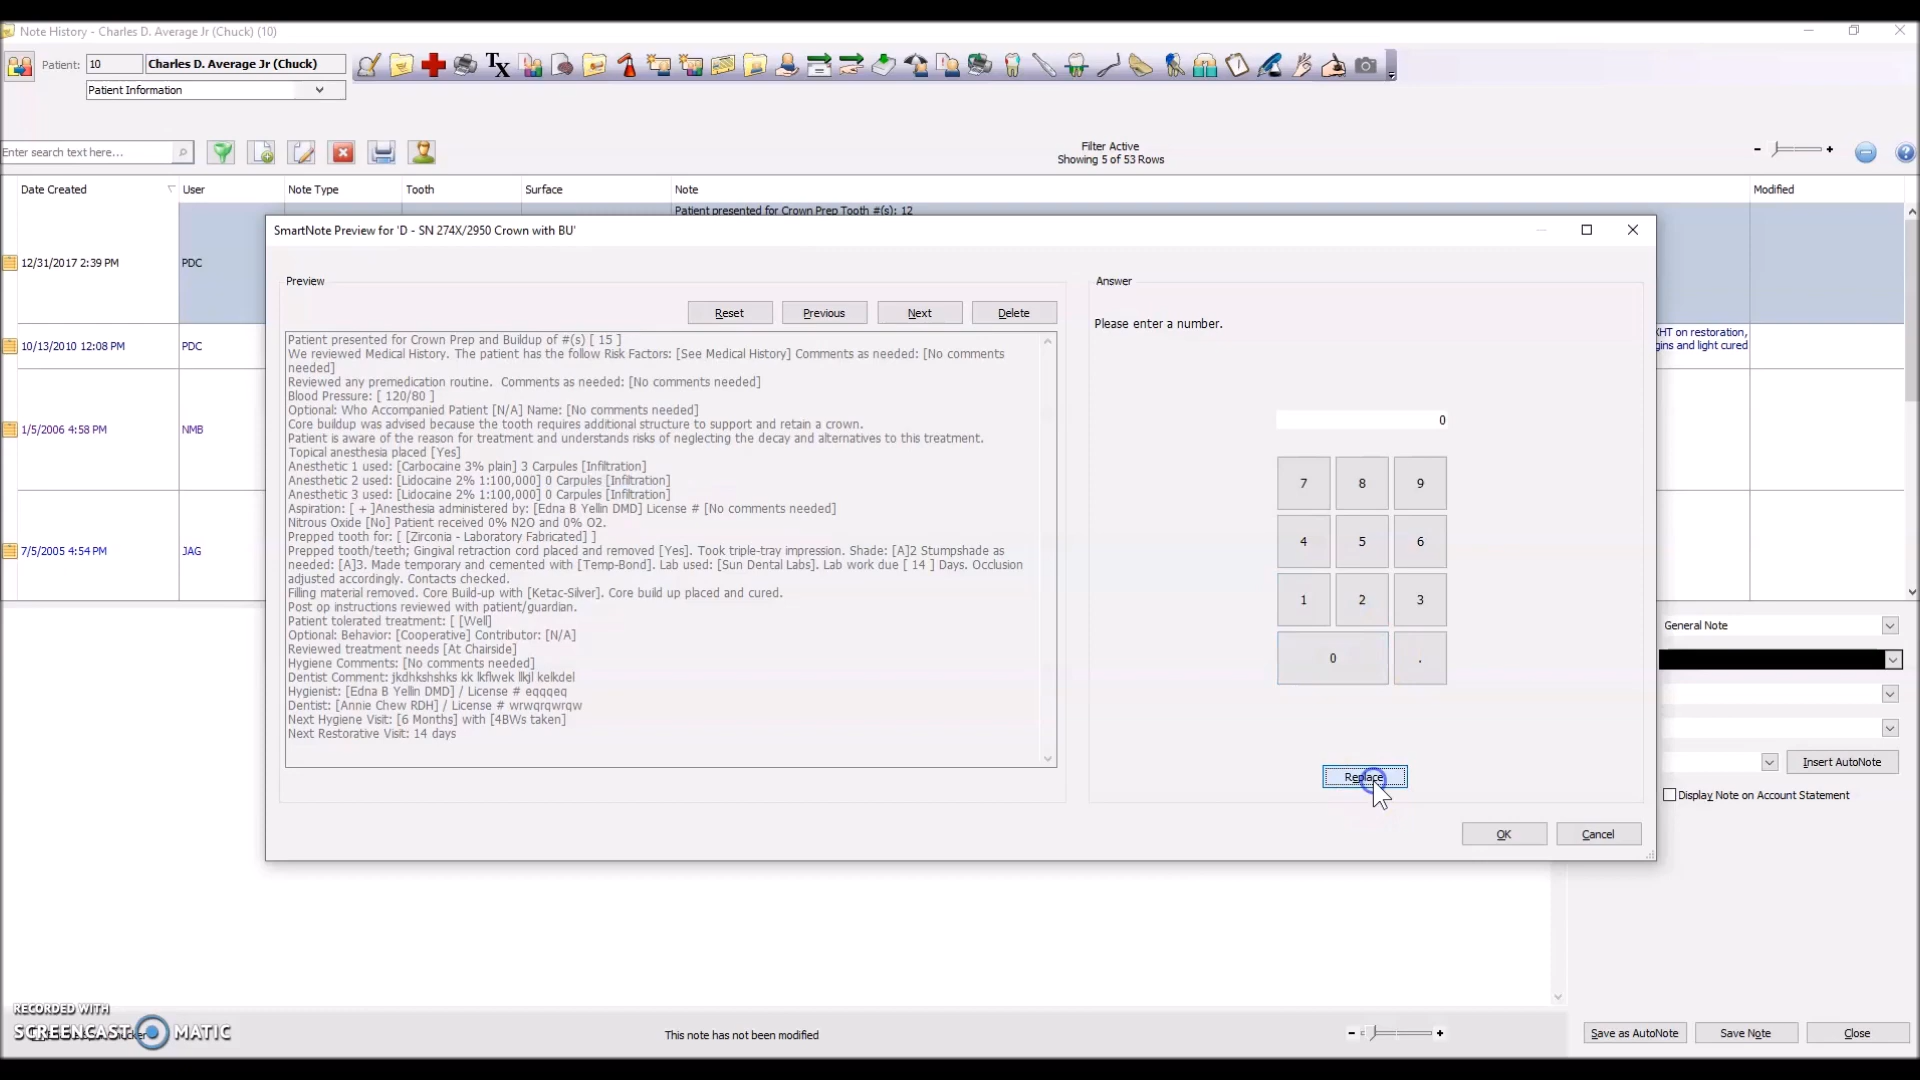 Note History - Charles D. Average Jr (Chuck) (10)
Patient: 10 Charles D. Average Jr (Chuck)
Patient Information
Enter search text here...
Filter Active
Showing 5 of 53 Rows
Date Created User Note Type Tooth Surface Note Modified
Patient presented for Crown Prep Tooth #(s): 12
12/31/2017 2:39 PM PDC
10/13/2010 12:08 PM PDC
XHT on restoration,
gins and light cured
1/5/2006 4:58 PM NMB
7/5/2005 4:54 PM JAG
SmartNote Preview for 'D - SN 274X/2950 Crown with BU'
Preview
Reset Previous Next Delete
Patient presented for Crown Prep and Buildup of #(s) [ 15 ]
We reviewed Medical History. The patient has the follow Risk Factors: [See Medical History] Comments as needed: [No comments
needed]
Reviewed any premedication routine.  Comments as needed: [No comments needed]
Blood Pressure: [ 120/80 ]
Optional: Who Accompanied Patient [N/A] Name: [No comments needed]
Core buildup was advised because the tooth requires additional structure to support and retain a crown.
Patient is aware of the reason for treatment and understands risks of neglecting the decay and alternatives to this treatment.
Topical anesthesia placed [Yes]
Anesthetic 1 used: [Carbocaine 3% plain] 3 Carpules [Infiltration]
Anesthetic 2 used: [Lidocaine 2% 1:100,000] 0 Carpules [Infiltration]
Anesthetic 3 used: [Lidocaine 2% 1:100,000] 0 Carpules [Infiltration]
Aspiration: [ + ]Anesthesia administered by: [Edna B Yellin DMD] License # [No comments needed]
Nitrous Oxide [No] Patient received 0% N2O and 0% O2.
Prepped tooth for: [ [Zirconia - Laboratory Fabricated] ]
Prepped tooth/teeth; Gingival retraction cord placed and removed [Yes]. Took triple-tray impression. Shade: [A]2 Stumpshade as
needed: [A]3. Made temporary and cemented with [Temp-Bond]. Lab used: [Sun Dental Labs]. Lab work due [ 14 ] Days. Occlusion
adjusted accordingly. Contacts checked.
Filling material removed. Core Build-up with [Ketac-Silver]. Core build up placed and cured.
Post op instructions reviewed with patient/guardian.
Patient tolerated treatment: [ [Well]
Optional: Behavior: [Cooperative] Contributor: [N/A]
Reviewed treatment needs [At Chairside]
Hygiene Comments: [No comments needed]
Dentist Comment: jkdhkshshks kk lkflwek llkjl kelkdel
Hygienist: [Edna B Yellin DMD] / License # eqqqeq
Dentist: [Annie Chew RDH] / License # wrwqrqwrqw
Next Hygiene Visit: [6 Months] with [4BWs taken]
Next Restorative Visit: 14 days
Answer
Please enter a number.
0
7 8 9
4 5 6
1 2 3
0 .
Replace
OK Cancel
General Note
Insert AutoNote
Display Note on Account Statement
RECORDED WITH
SCREENCAST MATIC
This note has not been modified
Save as AutoNote Save Note Close